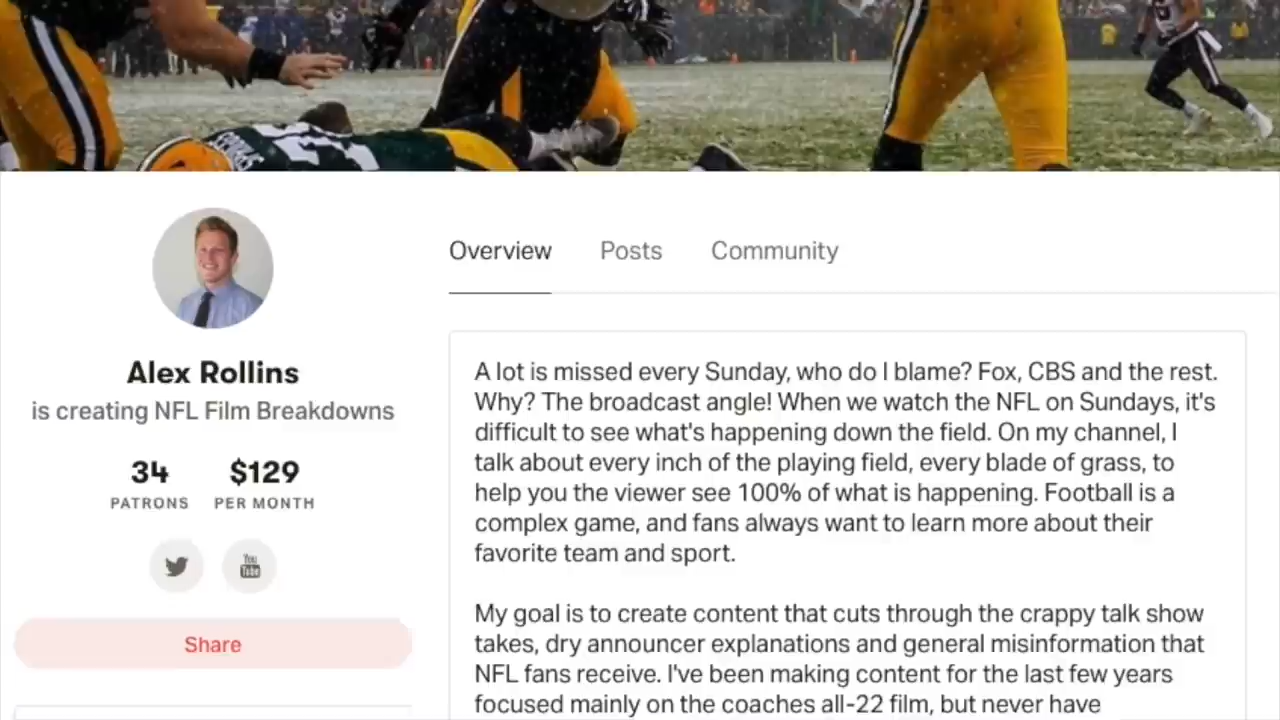 Alex Rollins
is creating NFL Film Breakdowns
34
$129
PATRONS
PER MONTH
You
Tube
Share
Overview
Posts
Community
A lot is missed every Sunday, who do I blame? Fox, CBS and the rest.
Why? The broadcast angle! When we watch the NFL on Sundays, it's
difficult to see what's happening down the field. On my channel, I
talk about every inch of the playing field, every blade of grass, to
help you the viewer see 100% of what is happening. Football is a
complex game, and fans always want to learn more about their
favorite team and sport.
My goal is to create content that cuts through the crappy talk show
takes, dry announcer explanations and general misinformation that
NFL fans receive. I've been making content for the last few years
focused mainly on the coaches all-22 film, but never have